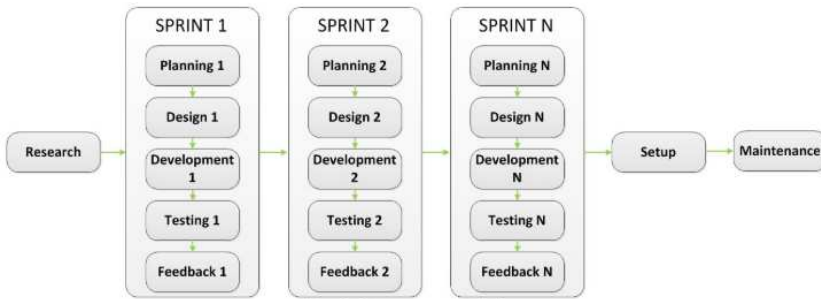 Research
SPRINT 1
Planning 1
Design 1
Development
1
Testing 1
Feedback 1
SPRINT 2
Planning 2
Design 2
Development
2
Testing 2
Feedback 2
SPRINT N
Planning N
Design N
Development
N
Testing N
Feedback N
Setup
Maintenance